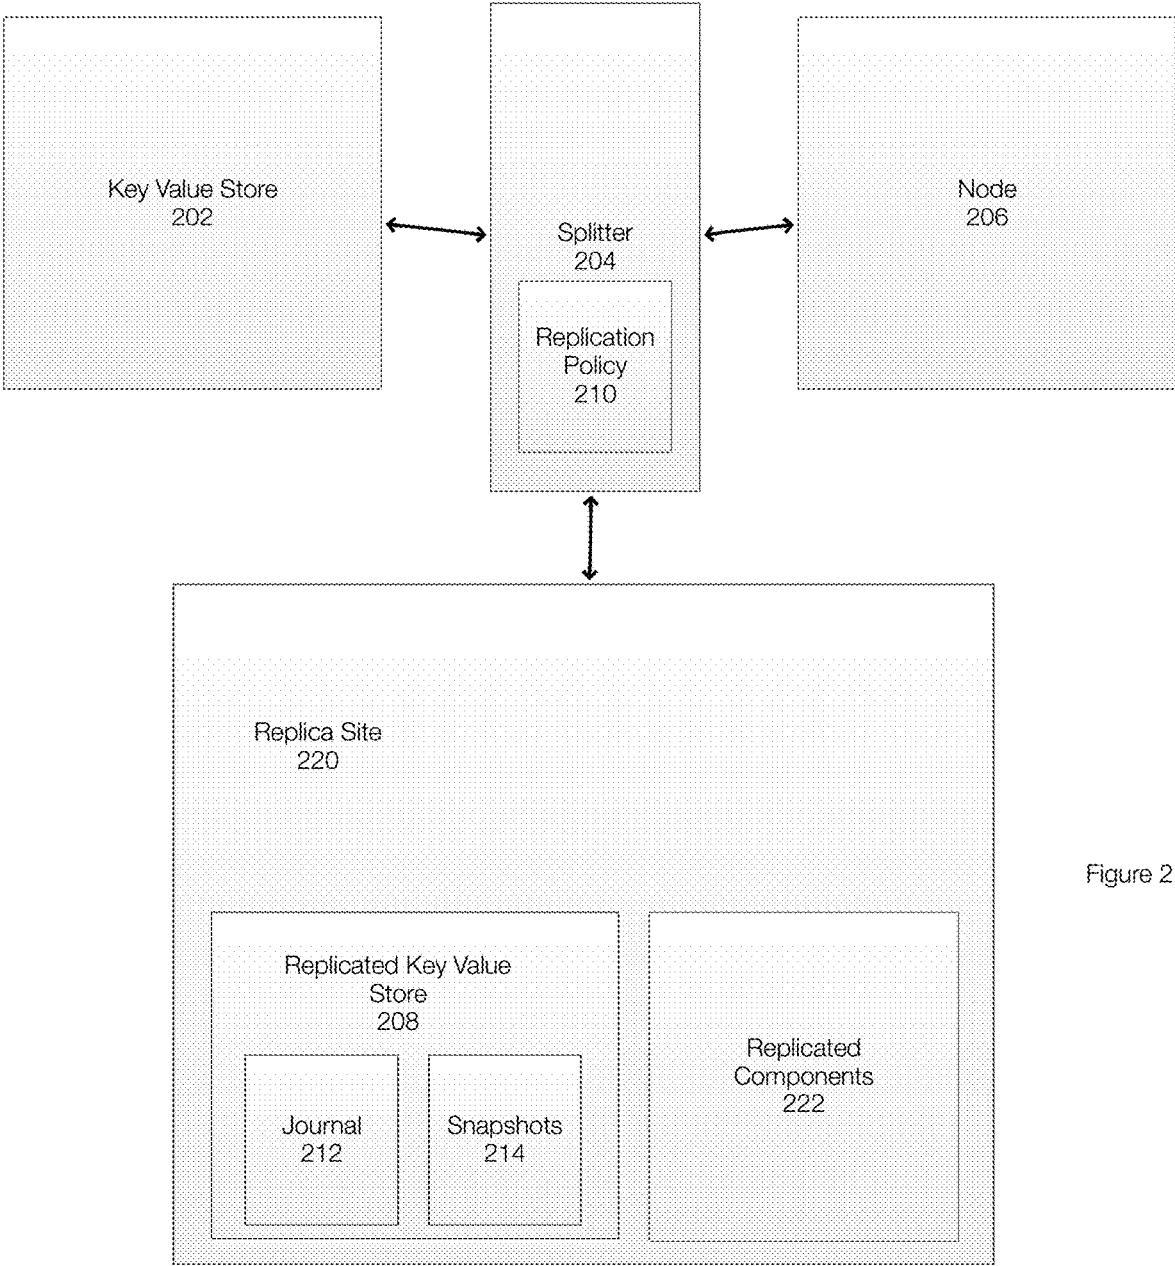 Key Value Store
202
Splitter
204
Replication
Policy
210
Node
206
Replica Site
220
Replicated Key Value
Store
208
Journal
212
Snapshots
214
Replicated
Components
222
Figure 2